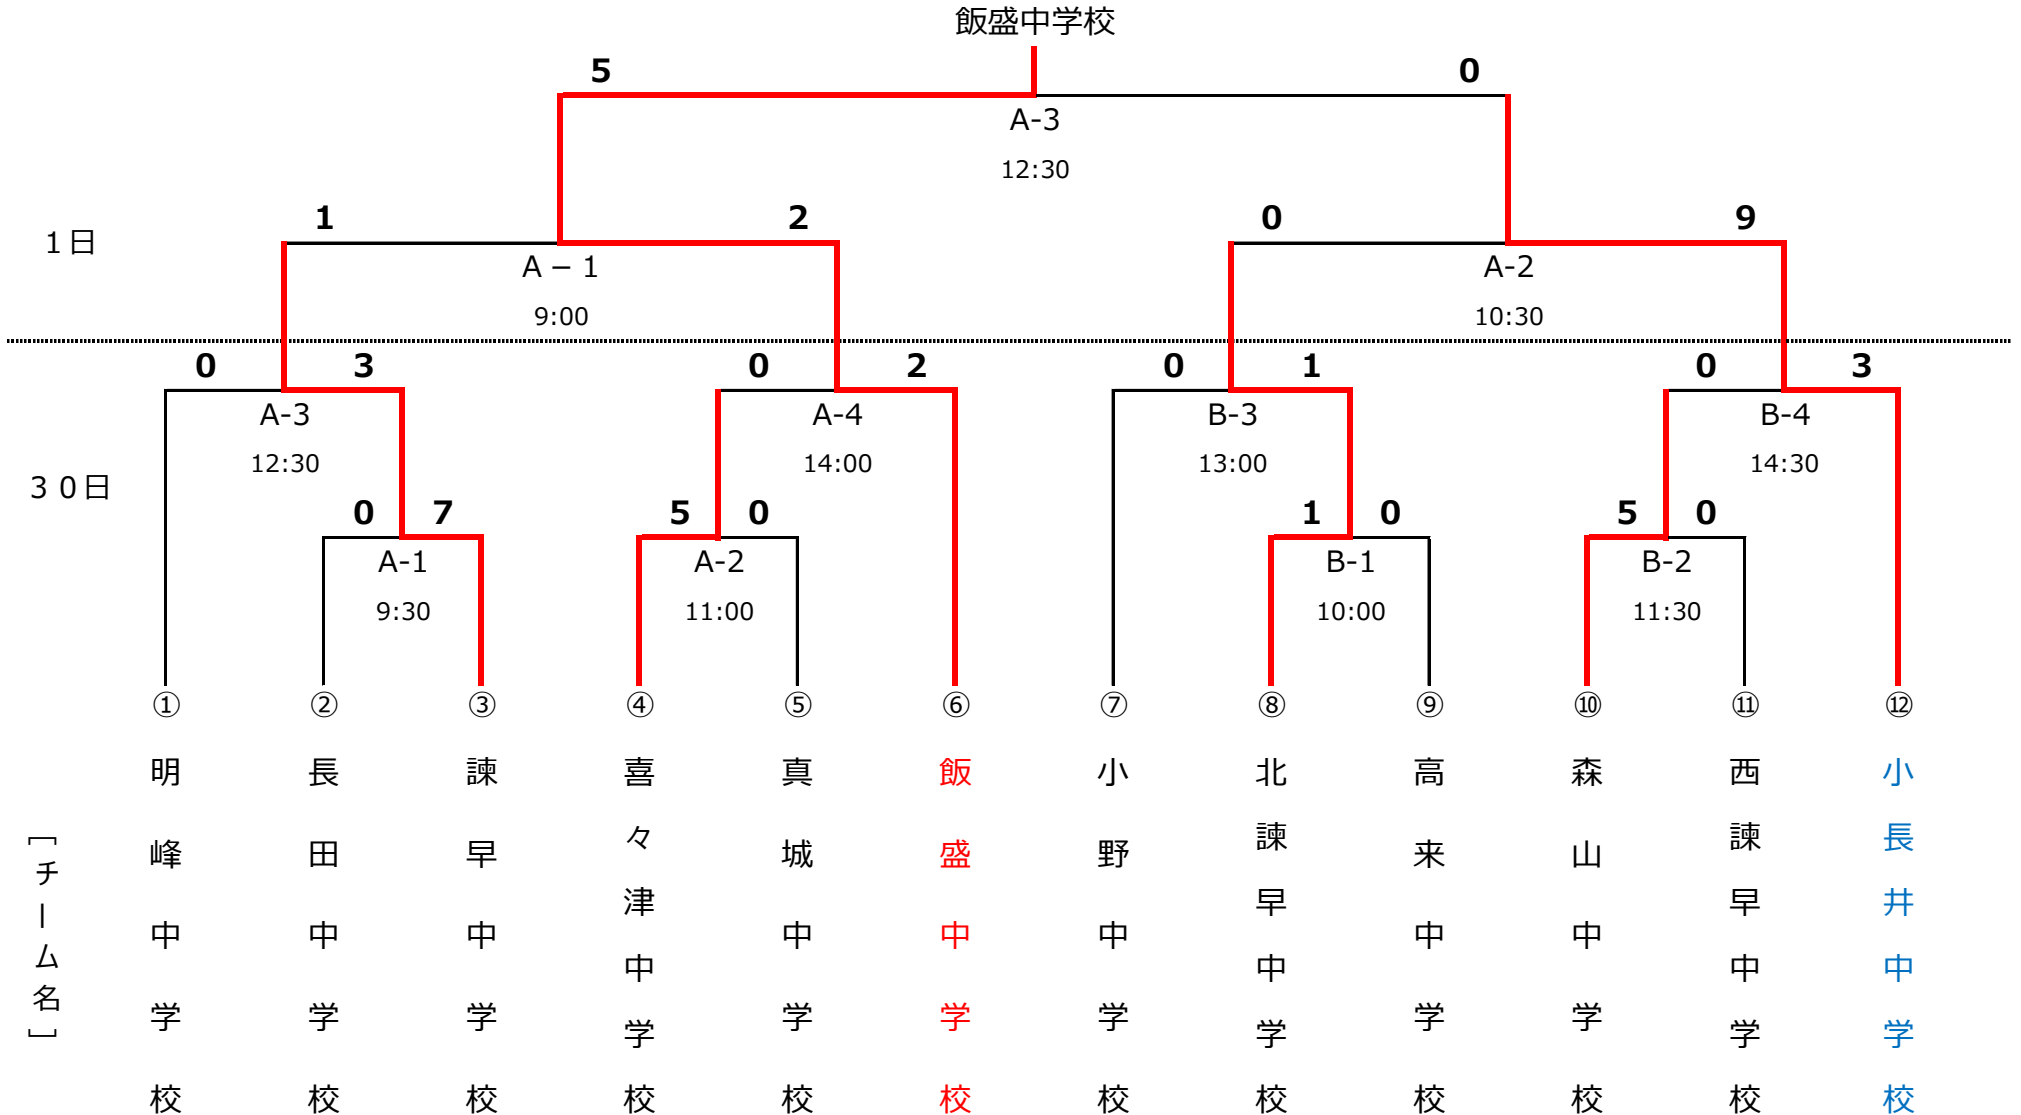 飯盛中学校
5 0
A-3
12:30
1 2 0 9
１日
A－1 A-2
9:00 10:30
0 3 0 2 0 1 0 3
A-3 A-4 B-3 B-4
12:30 14:00 13:00 14:30
３０日
0 7 5 0 1 0 5 0
A-1 A-2 B-1 B-2
9:30 11:00 10:00 11:30
① ② ③ ④ ⑤ ⑥ ⑦ ⑧ ⑨ ⑩ ⑪ ⑫
［チーム名］
明峰中学校
長田中学校
諫早中学校
喜々津中学校
真城中学校
飯盛中学校
小野中学校
北諫早中学校
高来中学校
森山中学校
西諫早中学校
小長井中学校